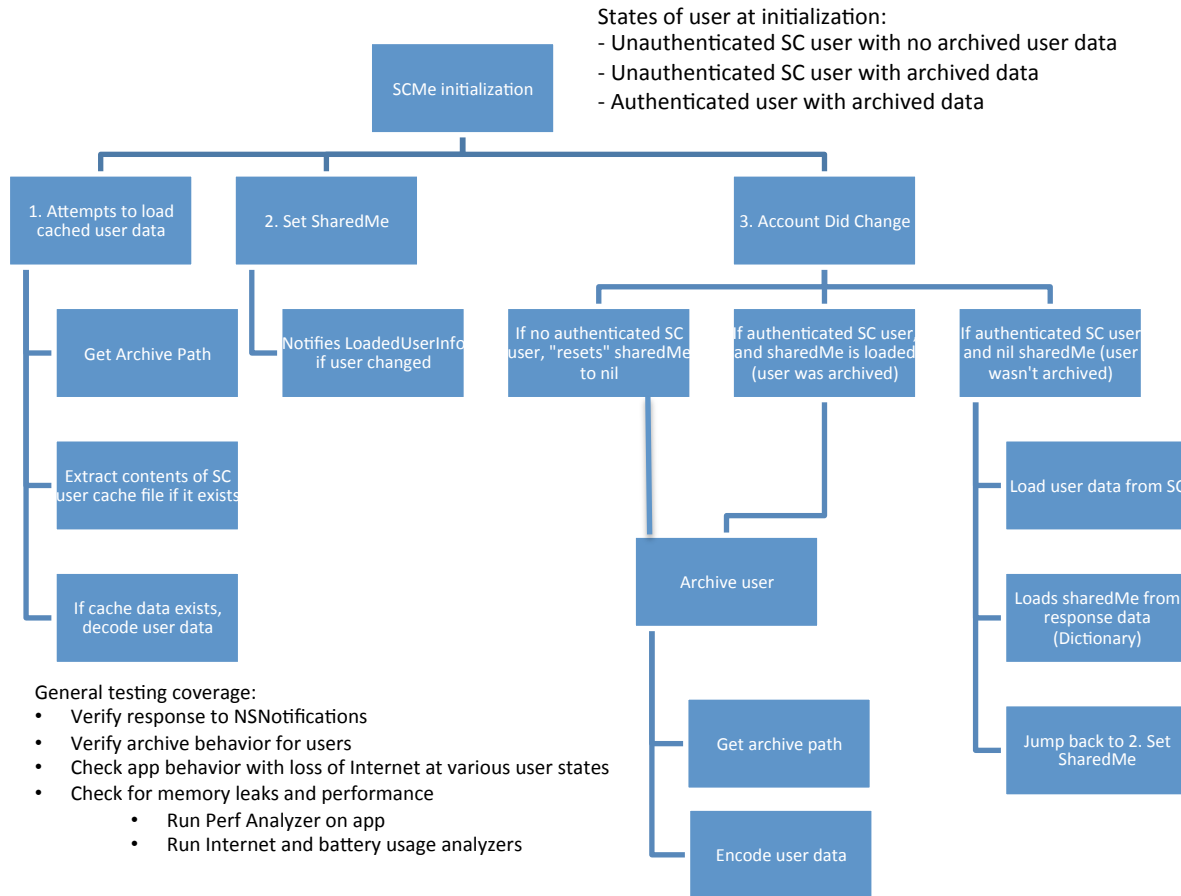 States of user at initialization:
- Unauthenticated SC user with no archived user data
- Unauthenticated SC user with archived data
- Authenticated user with archived data
SCMe initialization
1. Attempts to load
cached user data
2. Set SharedMe
3. Account Did Change
Get Archive Path
Notifies LoadedUserInfo
if user changed
If no authenticated SC
user, "resets" sharedMe
to nil
If authenticated SC user,
and sharedMe is loaded
(user was archived)
If authenticated SC user
and nil sharedMe (user
wasn't archived)
Extract contents of SC
user cache file if it exists
Load user data from SC
Archive user
If cache data exists,
decode user data
Loads sharedMe from
response data
(Dictionary)
Get archive path
Jump back to 2. Set
SharedMe
Encode user data
General testing coverage:
• Verify response to NSNotifications
• Verify archive behavior for users
• Check app behavior with loss of Internet at various user states
• Check for memory leaks and performance
• Run Perf Analyzer on app
• Run Internet and battery usage analyzers